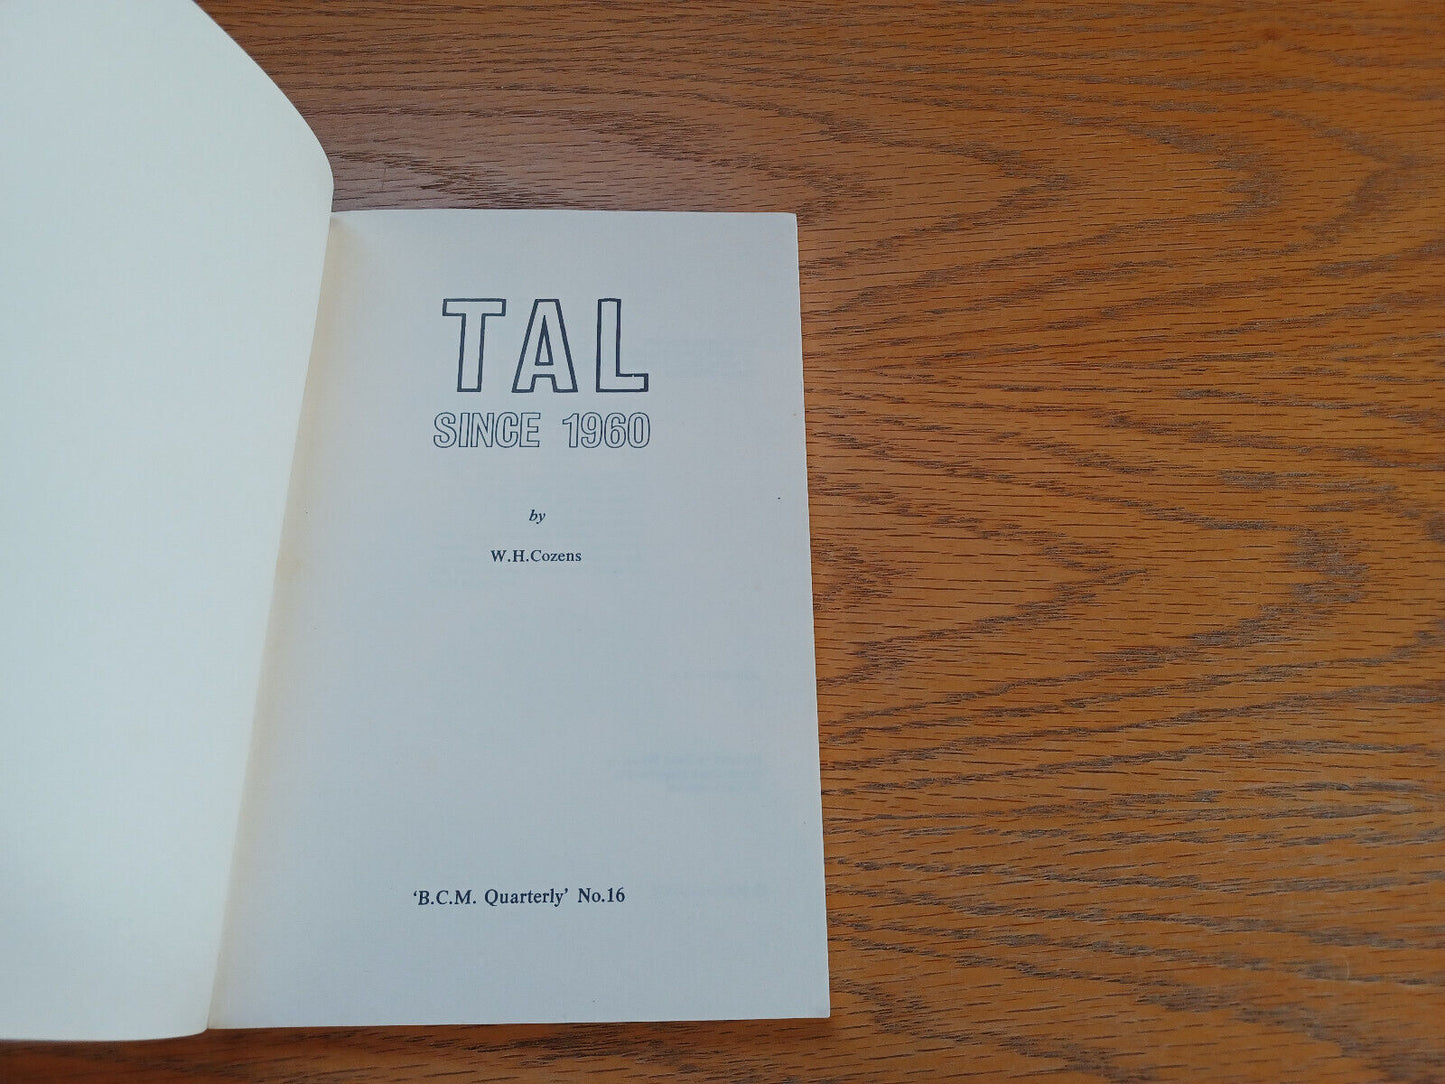 TAL
SINCE 1960
by
W.H.Cozens
‘B.C.M. Quarterly’ No.16